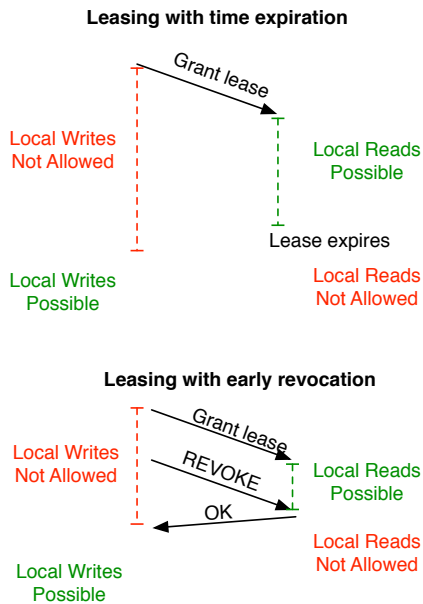 Leasing with time expiration
Grant lease
Local Writes
Not Allowed
Local Reads
Possible
Lease expires
Local Writes
Possible
Local Reads
Not Allowed
Leasing with early revocation
Grant lease
Local Writes
Not Allowed
REVOKE
Local Reads
Possible
OK
Local Reads
Not Allowed
Local Writes
Possible